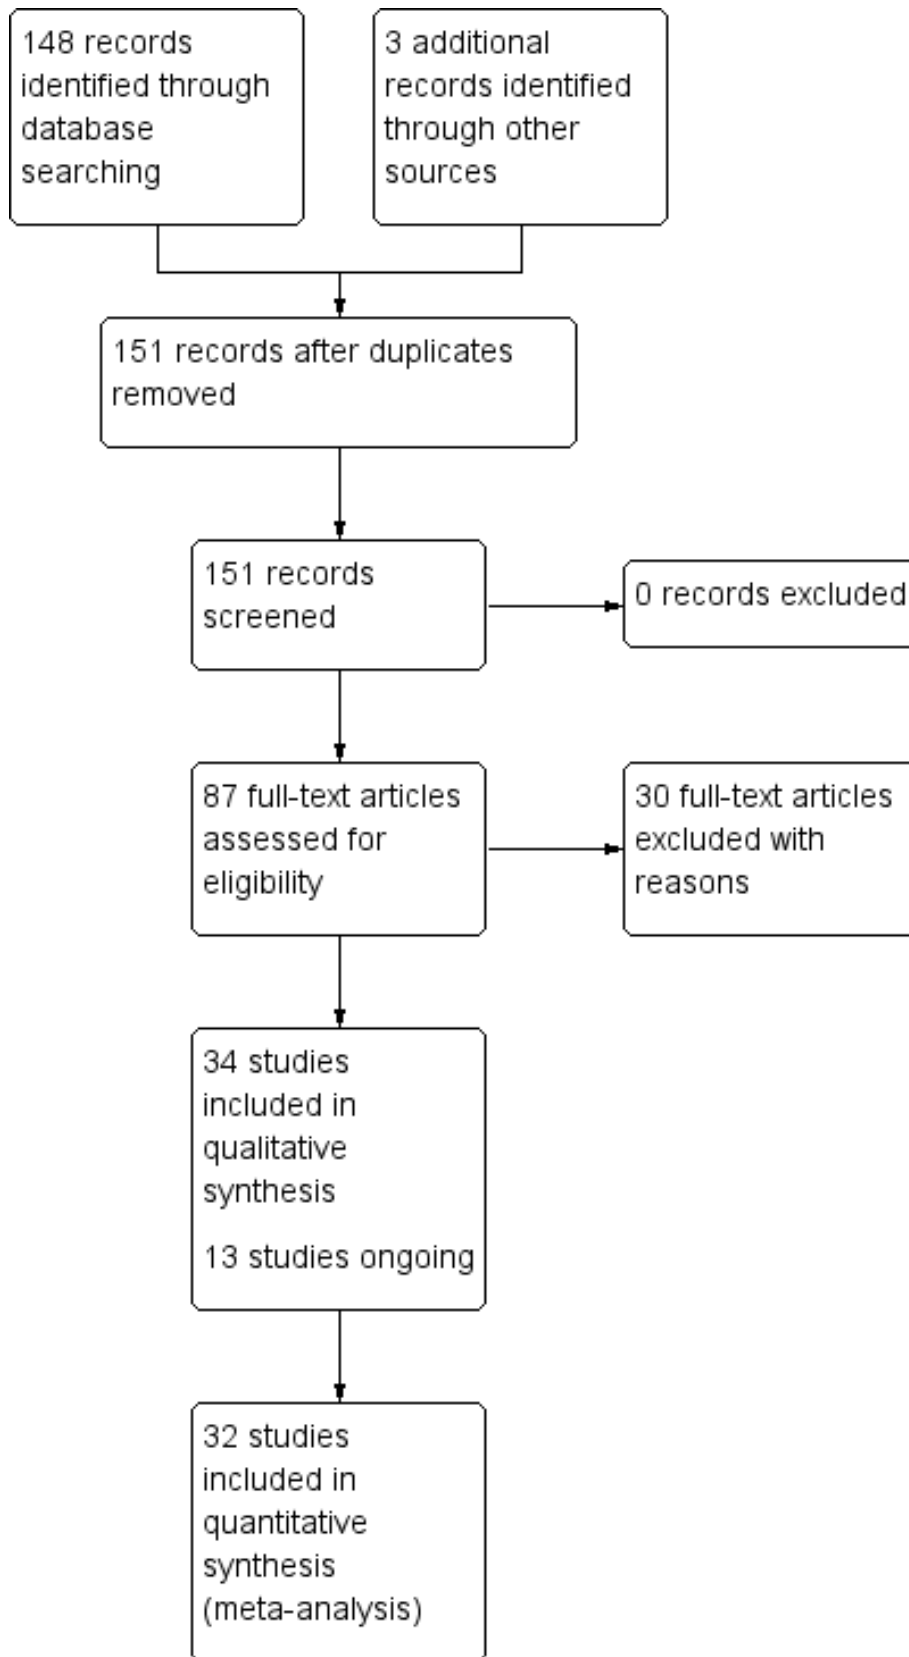 148 records
identified through
database
searching
3 additional
records identified
through other
sources
151 records after duplicates
removed
151 records
screened
0 records excluded
87 full-text articles
assessed for
eligibility
30 full-text articles
excluded with
reasons
34 studies
included in
qualitative
synthesis
13 studies ongoing
32 studies
included in
quantitative
synthesis
(meta-analysis)